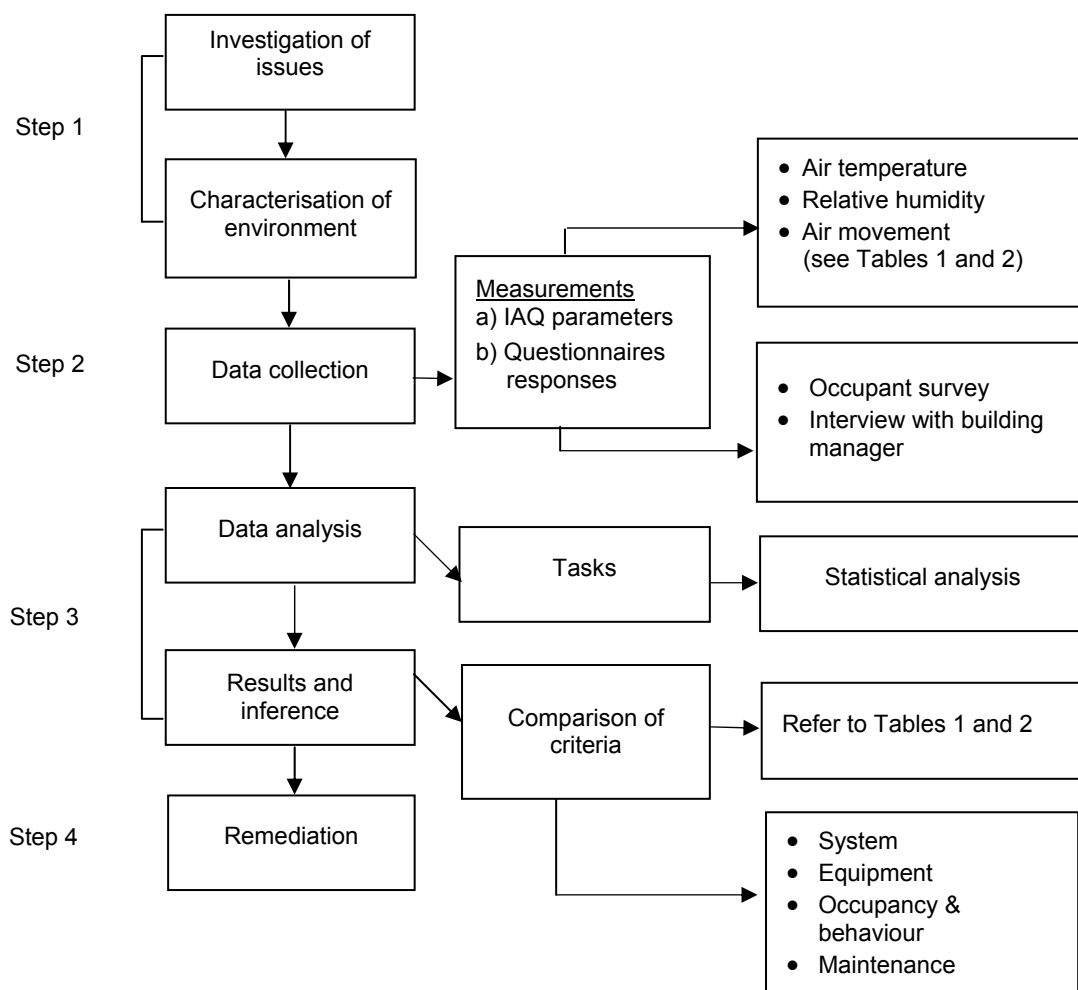 Investigation of
issues
Step 1
Characterisation of
environment
• Air temperature
• Relative humidity
• Air movement
(see Tables 1 and 2)
Measurements
a) IAQ parameters
b) Questionnaires
responses
Step 2
Data collection
• Occupant survey
• Interview with building
manager
Data analysis
Tasks
Statistical analysis
Step 3
Results and
inference
Comparison of
criteria
Refer to Tables 1 and 2
Step 4
Remediation
• System
• Equipment
• Occupancy &
behaviour
• Maintenance